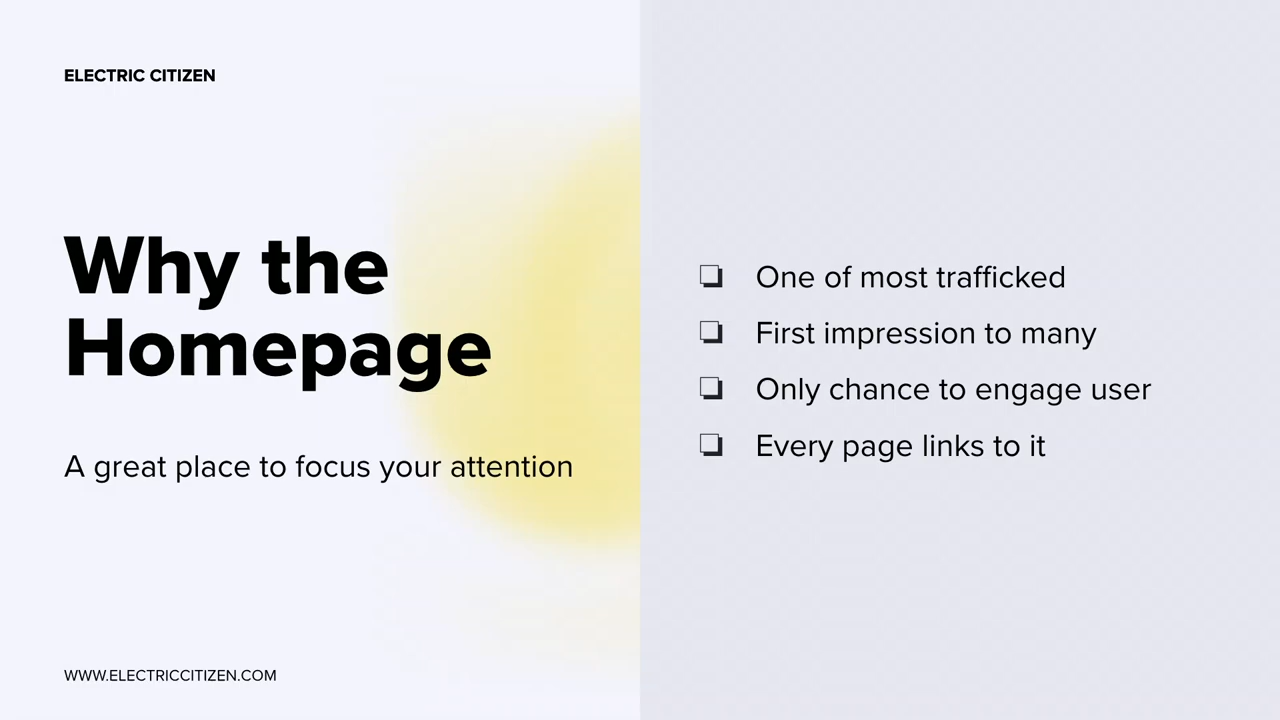 ELECTRIC CITIZEN
Why the
Homepage
A great place to focus your attention
WWW.ELECTRICCITIZEN.COM
❏ One of most trafficked
❏ First impression to many
❏ Only chance to engage user
❏ Every page links to it